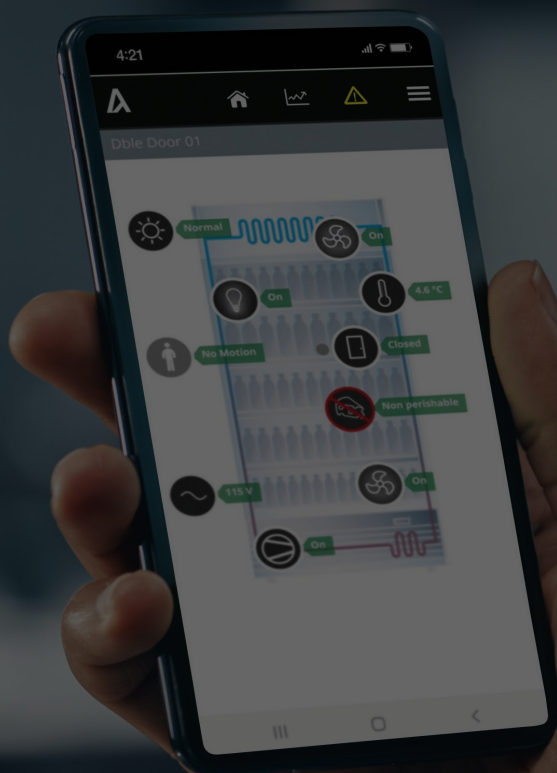 4:21
Dble Door 01
Normal
On
On
4.6 °C
No Motion
Closed
Non perishable
115 V
On
On